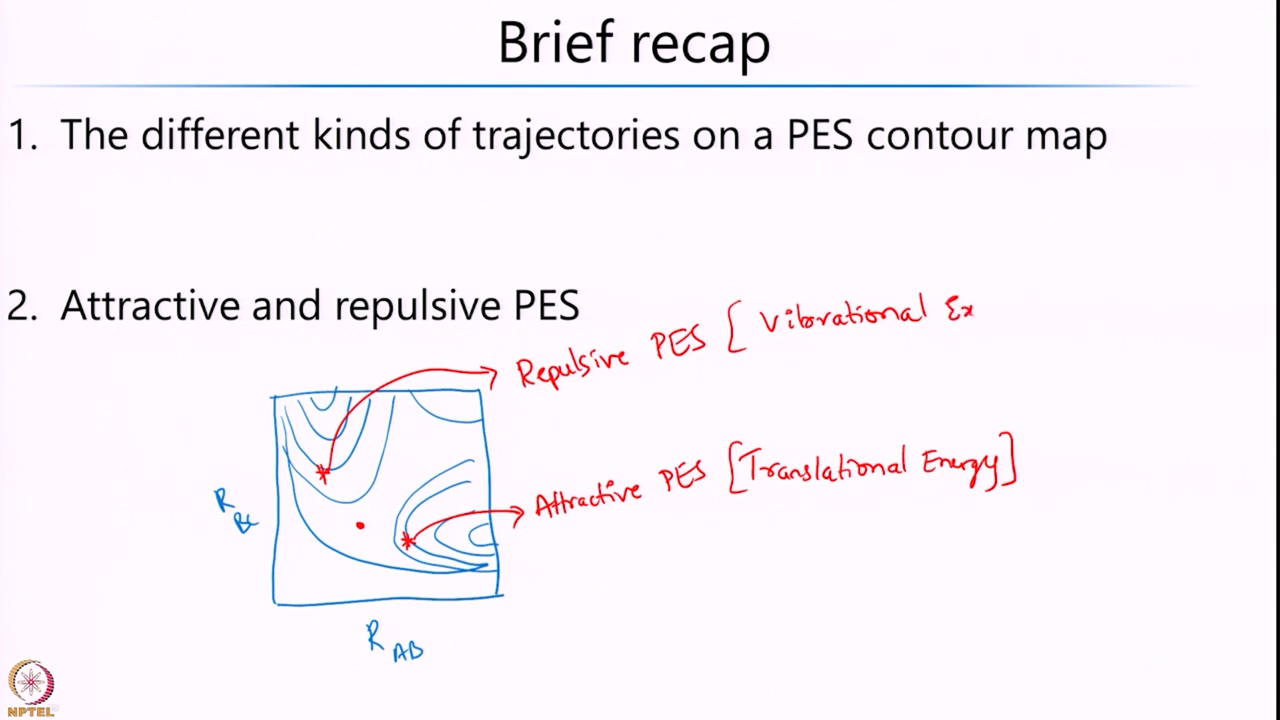 Brief recap
1. The different kinds of trajectories on a PES contour map
2. Attractive and repulsive PES
Repulsive PES [Vibrational Ex
Attractive PES [Translational Energy]
R BC
R AB
NPTEL